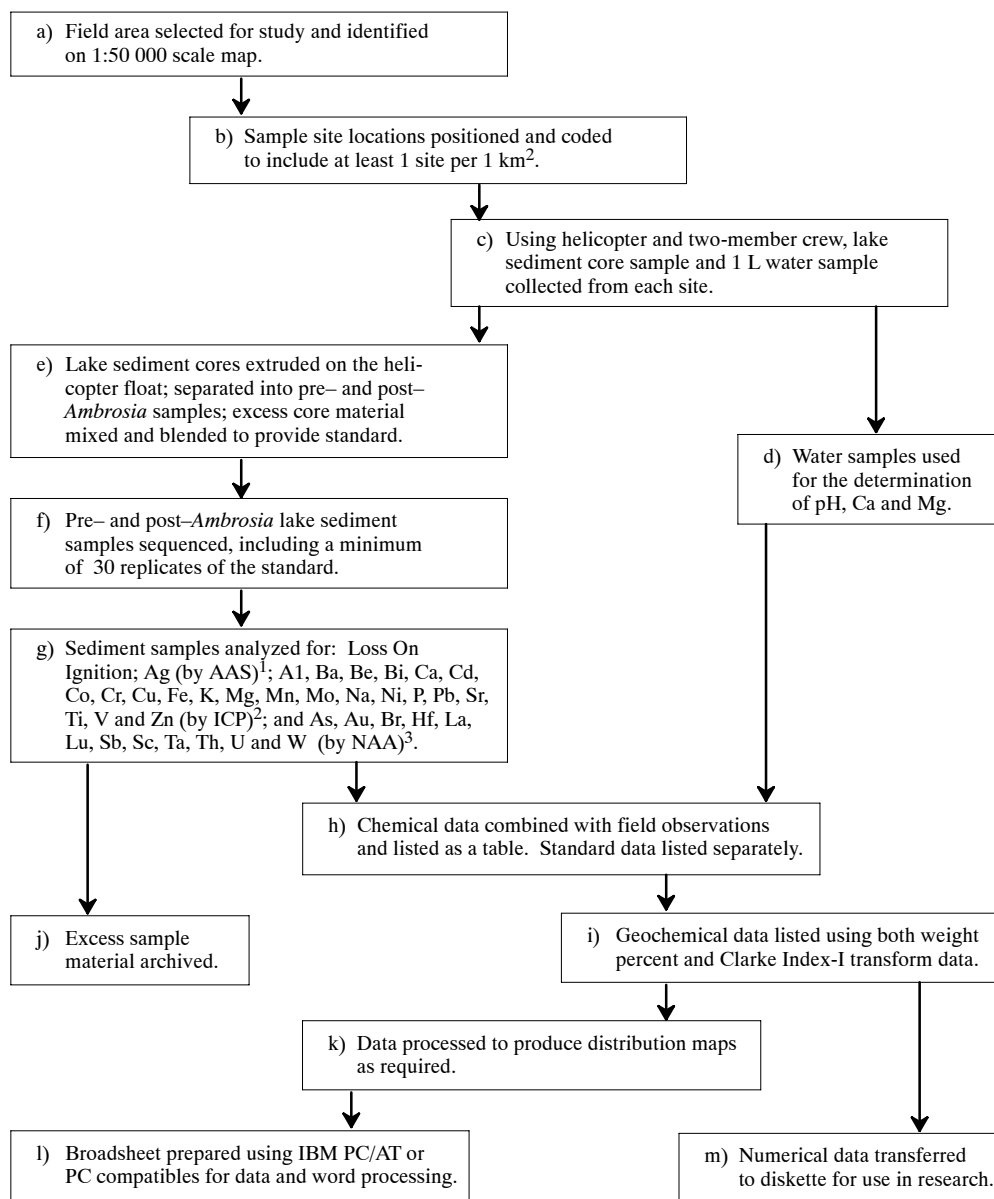 a) Field area selected for study and identified
on 1:50 000 scale map.
b) Sample site locations positioned and coded
to include at least 1 site per 1 km².
c) Using helicopter and two-member crew, lake
sediment core sample and 1 L water sample
collected from each site.
e) Lake sediment cores extruded on the heli-
copter float; separated into pre– and post–
Ambrosia samples; excess core material
mixed and blended to provide standard.
d) Water samples used
for the determination
of pH, Ca and Mg.
f) Pre– and post–Ambrosia lake sediment
samples sequenced, including a minimum
of 30 replicates of the standard.
g) Sediment samples analyzed for: Loss On
Ignition; Ag (by AAS)¹; A1, Ba, Be, Bi, Ca, Cd,
Co, Cr, Cu, Fe, K, Mg, Mn, Mo, Na, Ni, P, Pb, Sr,
Ti, V and Zn (by ICP)²; and As, Au, Br, Hf, La,
Lu, Sb, Sc, Ta, Th, U and W (by NAA)³.
h) Chemical data combined with field observations
and listed as a table. Standard data listed separately.
j) Excess sample
material archived.
i) Geochemical data listed using both weight
percent and Clarke Index-I transform data.
k) Data processed to produce distribution maps
as required.
l) Broadsheet prepared using IBM PC/AT or
PC compatibles for data and word processing.
m) Numerical data transferred
to diskette for use in research.